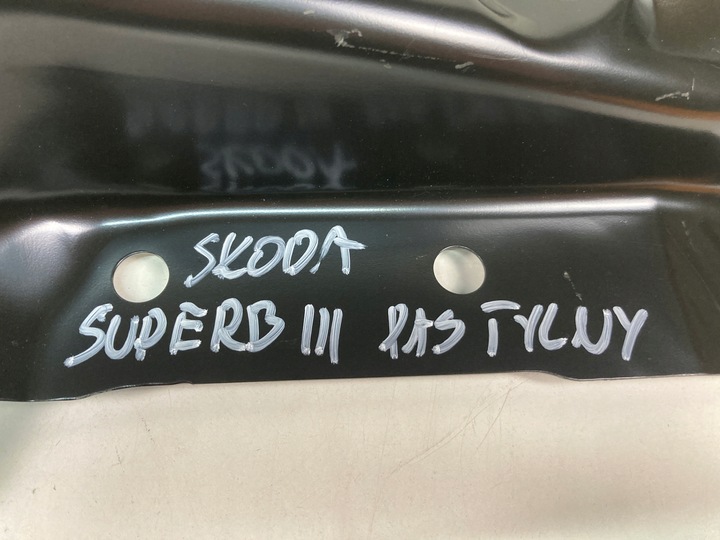 SKODA
SUPERB III PAS TYLNY